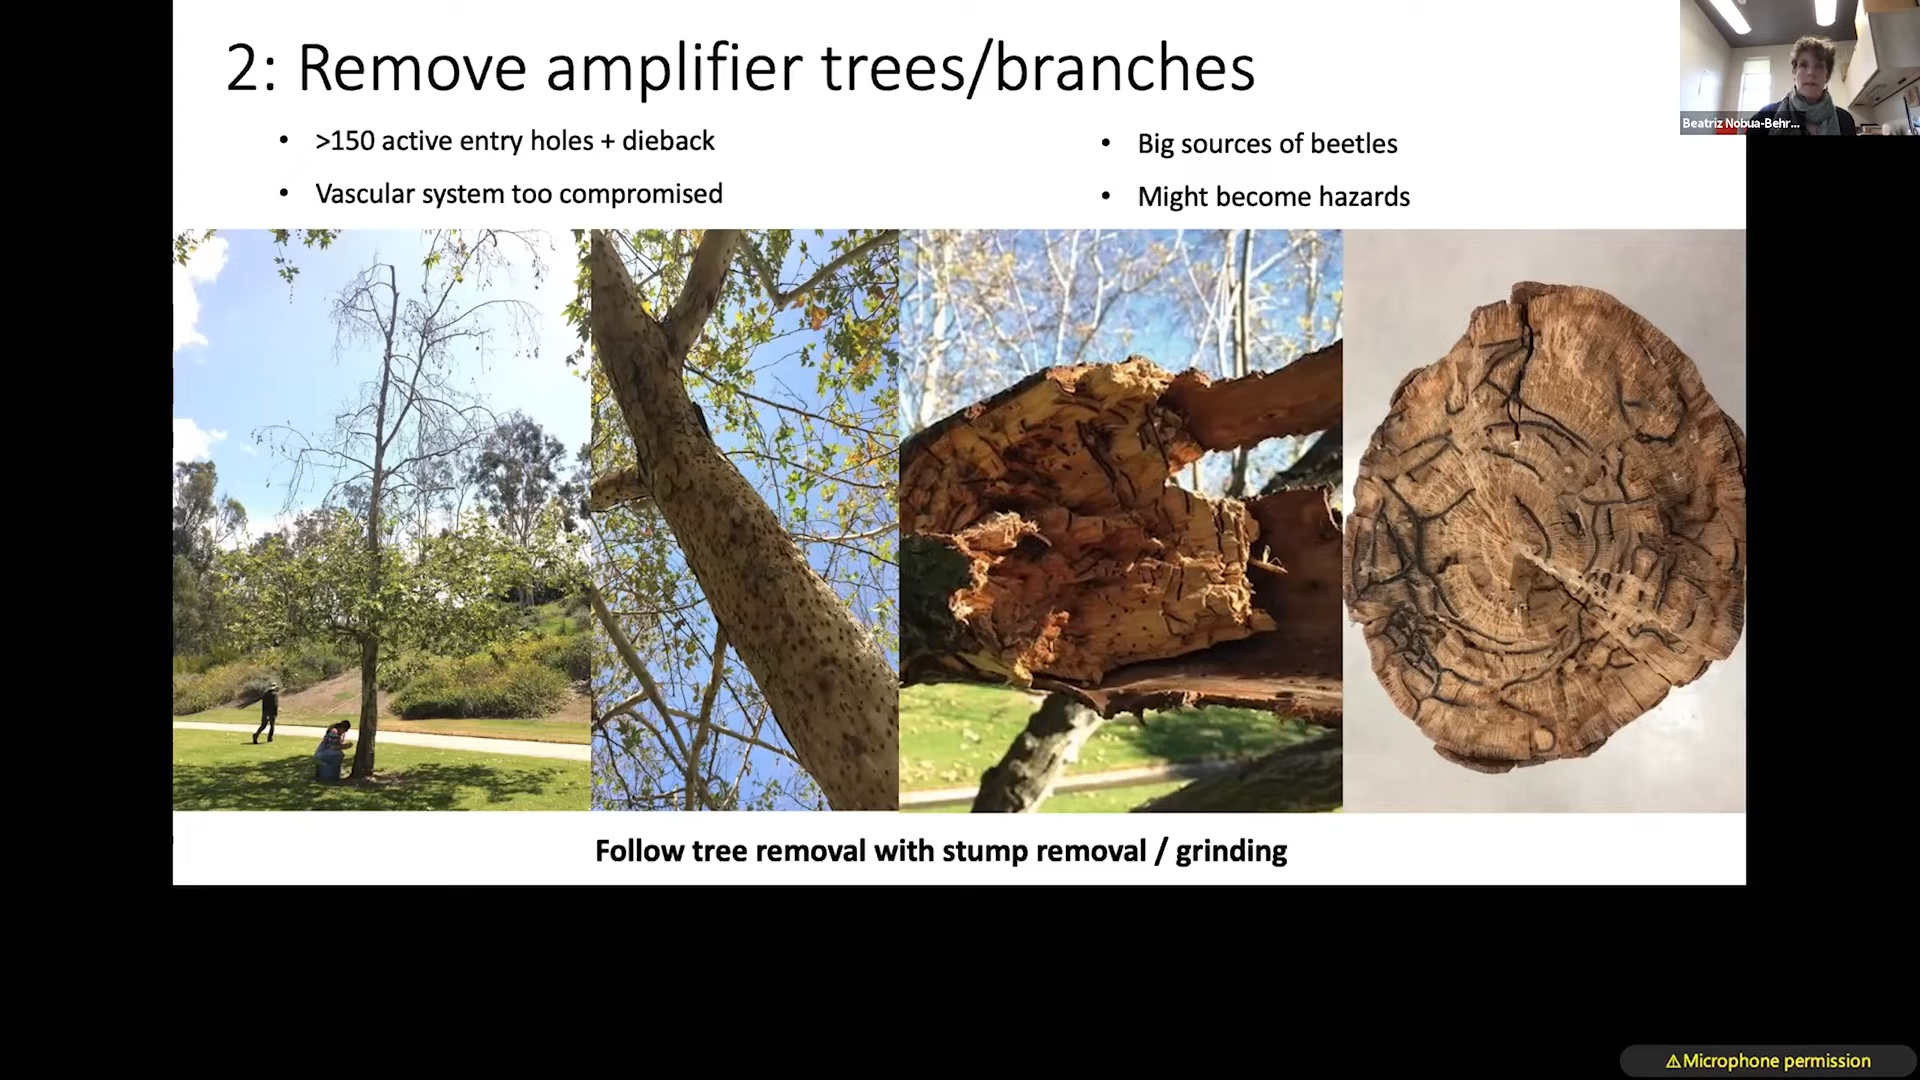 2: Remove amplifier trees/branches
• >150 active entry holes + dieback
• Vascular system too compromised
• Big sources of beetles
• Might become hazards
Follow tree removal with stump removal / grinding
Beatriz Nobua-Behr...
⚠Microphone permission